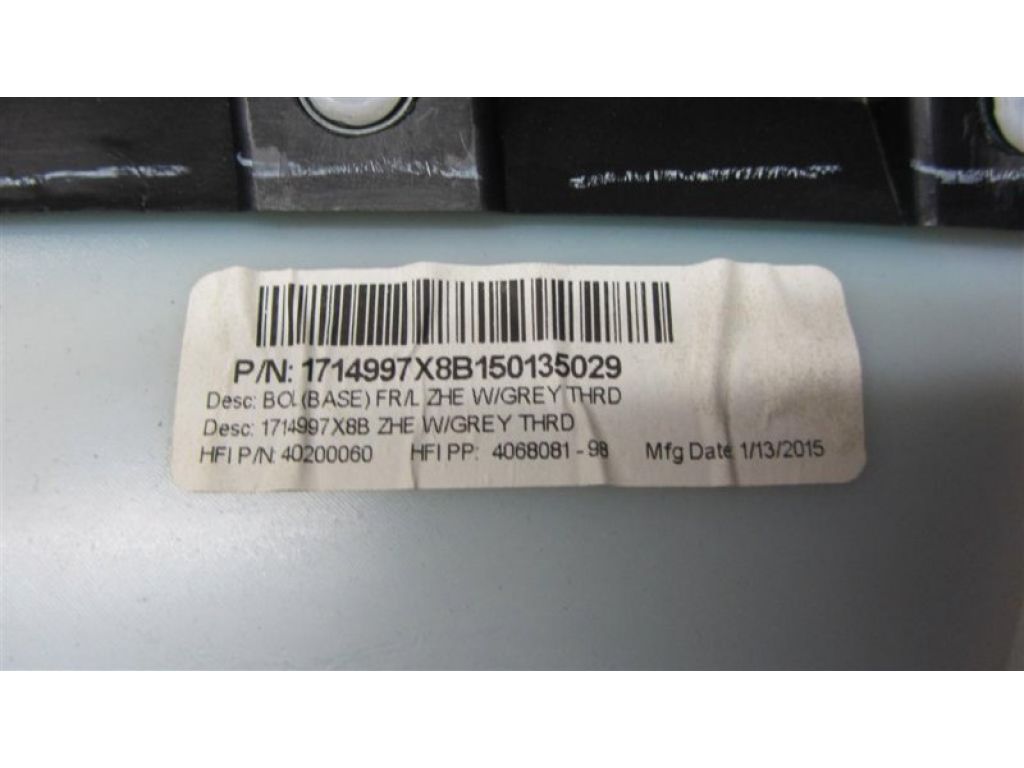 P/N: 1714997X8B150135029
Desc: BOL (BASE) FR/L ZHE W/GREY THRD
Desc: 1714997X8B ZHE W/GREY THRD
HFI P/N: 40200060 HFI PP: 4068081 - 98 Mfg Date 1/13/2015